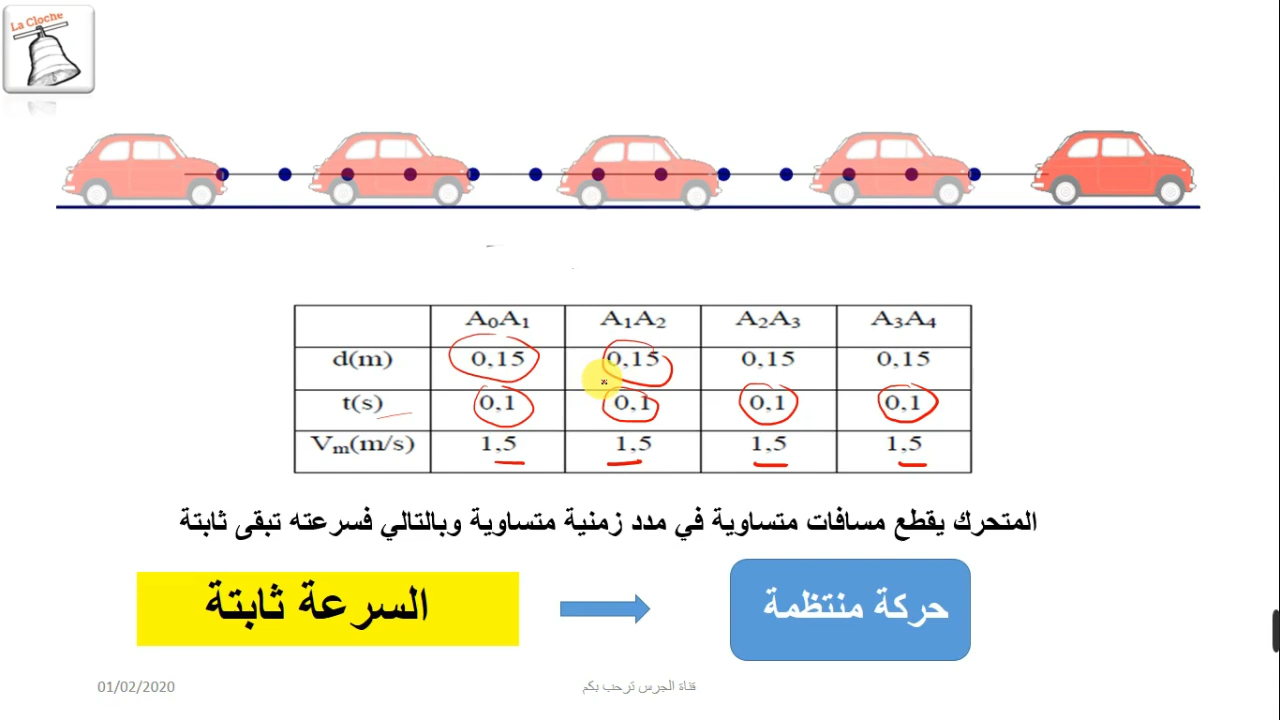 La Cloche
A₀A₁ A₁A₂ A₂A₃ A₃A₄
d(m) 0,15 0,15 0,15 0,15
t(s) 0,1 0,1 0,1 0,1
Vₘ(m/s) 1,5 1,5 1,5 1,5
المتحرك يقطع مسافات متساوية في مدد زمنية متساوية وبالتالي فسرعته تبقى ثابتة
السرعة ثابتة
حركة منتظمة
01/02/2020
قناة الجرس ترحب بكم